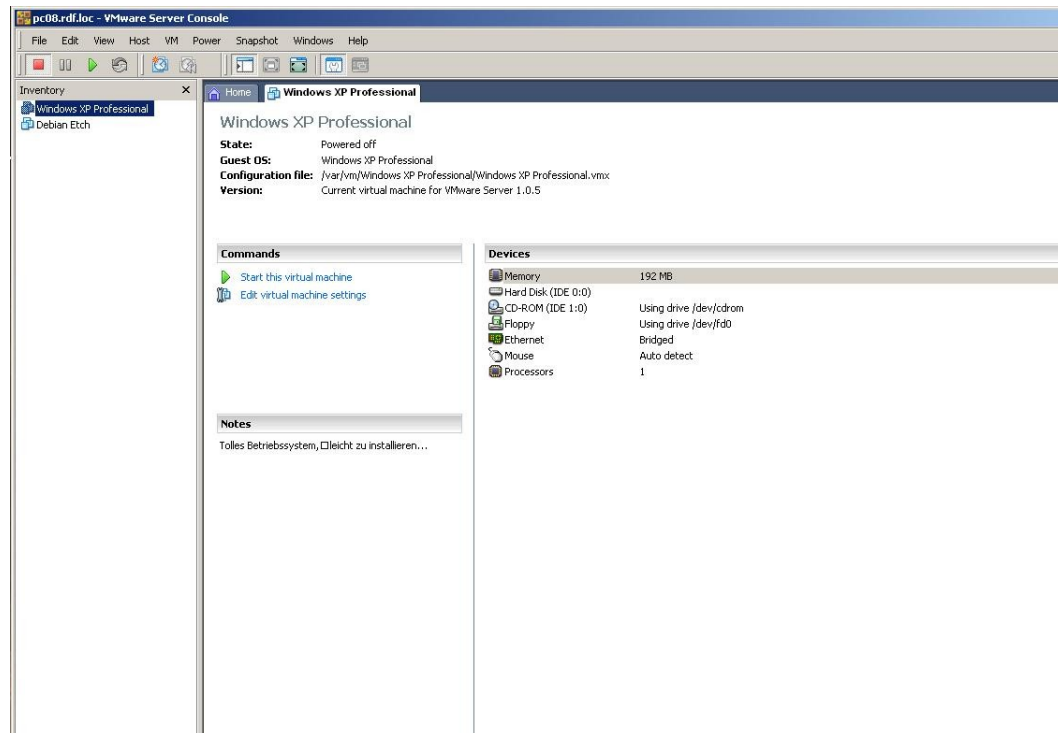 pc08.rdf.loc - VMware Server Console
File Edit View Host VM Power Snapshot Windows Help
Inventory
Windows XP Professional
Debian Etch
Home Windows XP Professional
Windows XP Professional
State: Powered off
Guest OS: Windows XP Professional
Configuration file: /var/vm/Windows XP Professional/Windows XP Professional.vmx
Version: Current virtual machine for VMware Server 1.0.5
Commands
Start this virtual machine
Edit virtual machine settings
Devices
Memory 192 MB
Hard Disk (IDE 0:0)
CD-ROM (IDE 1:0) Using drive /dev/cdrom
Floppy Using drive /dev/fd0
Ethernet Bridged
Mouse Auto detect
Processors 1
Notes
Tolles Betriebssystem,□leicht zu installieren...